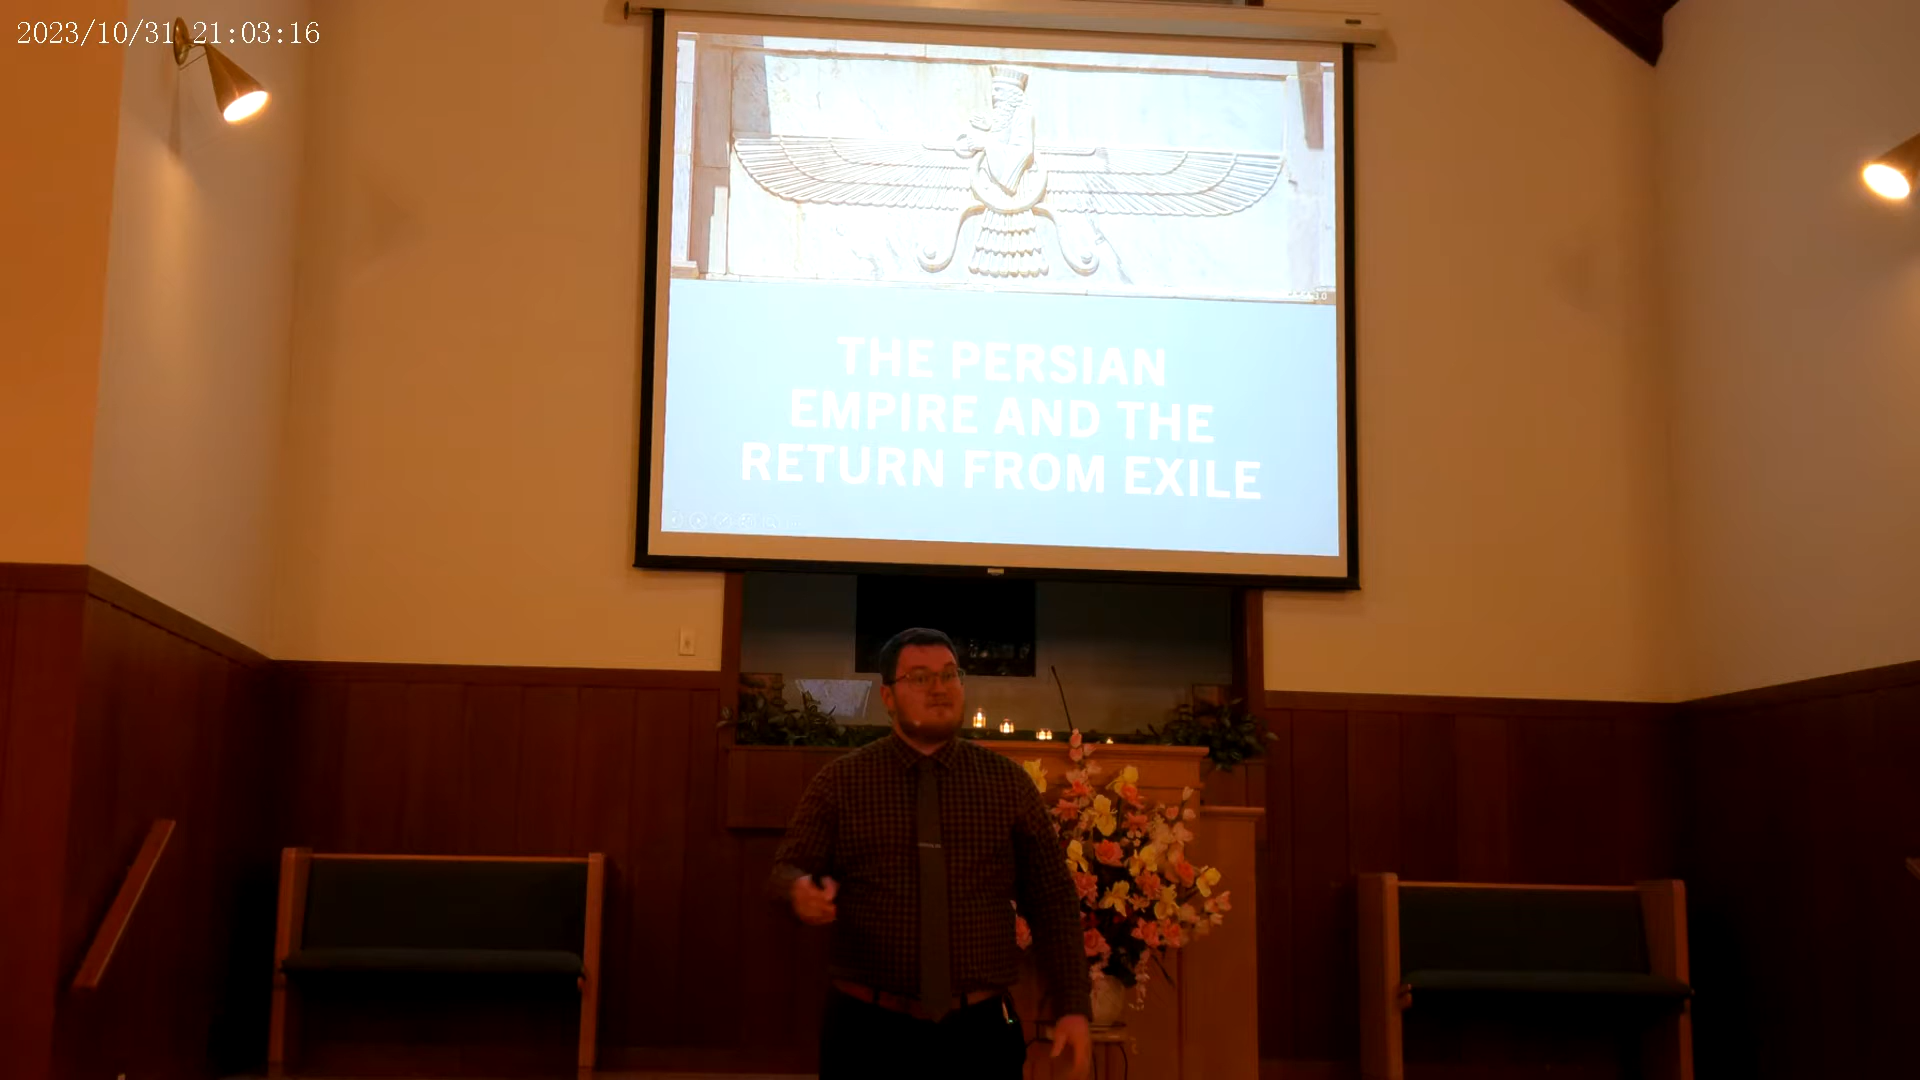 2023/10/31 21:03:16
THE PERSIAN
EMPIRE AND THE
RETURN FROM EXILE